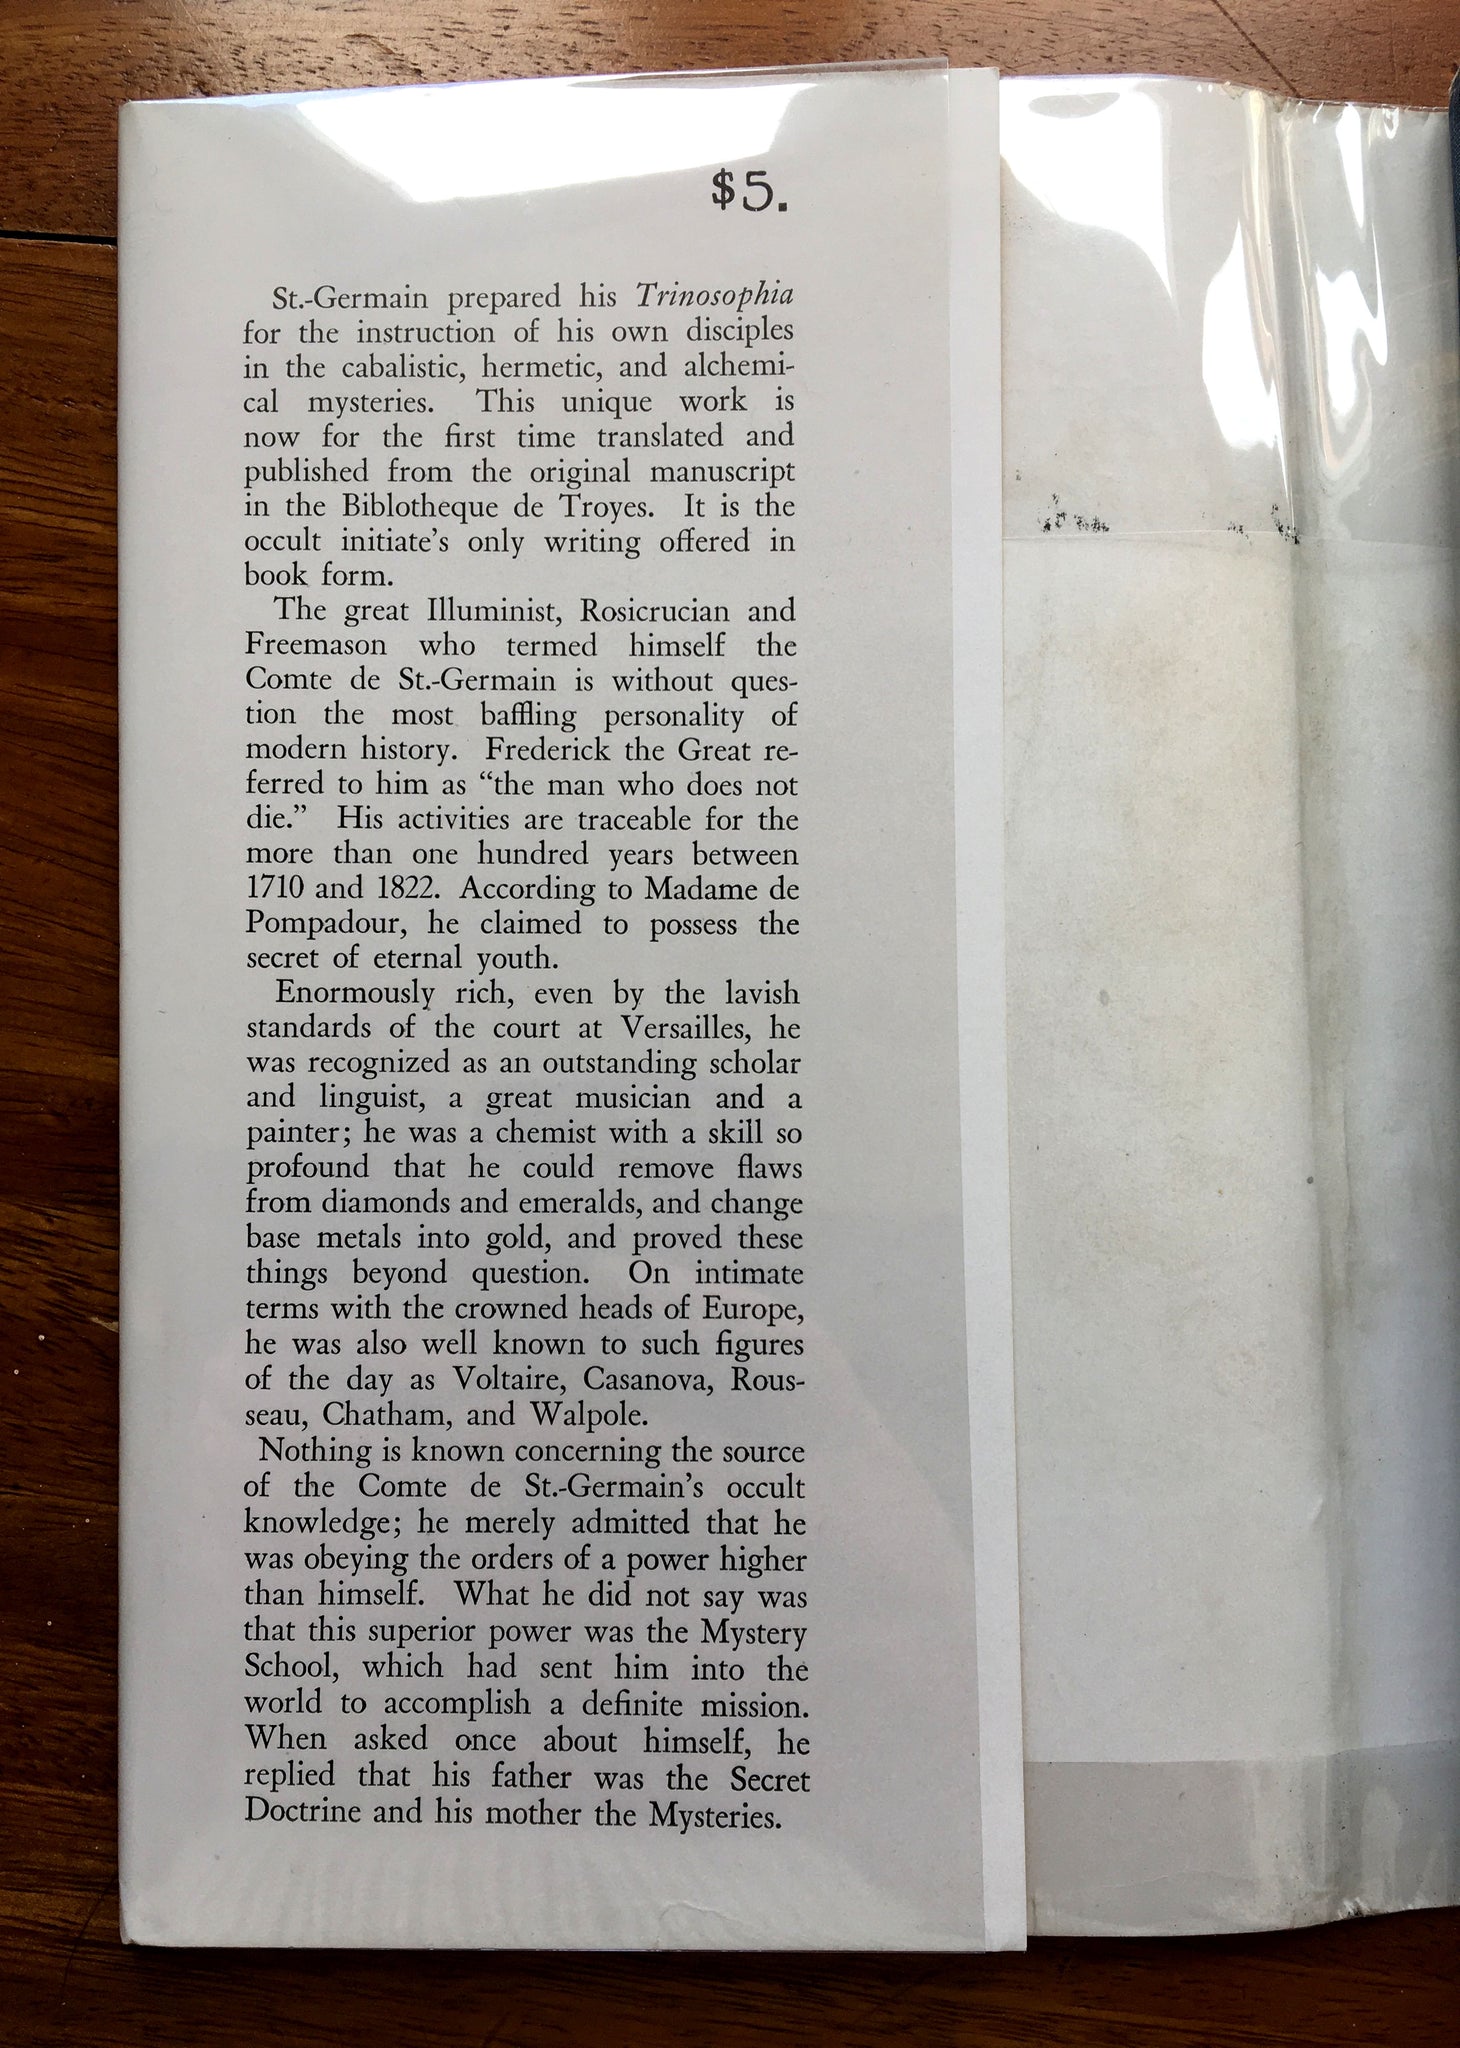 $5.
St.-Germain prepared his Trinosophia
for the instruction of his own disciples
in the cabalistic, hermetic, and alchemi-
cal mysteries. This unique work is
now for the first time translated and
published from the original manuscript
in the Biblotheque de Troyes. It is the
occult initiate's only writing offered in
book form.
The great Illuminist, Rosicrucian and
Freemason who termed himself the
Comte de St.-Germain is without ques-
tion the most baffling personality of
modern history. Frederick the Great re-
ferred to him as “the man who does not
die.” His activities are traceable for the
more than one hundred years between
1710 and 1822. According to Madame de
Pompadour, he claimed to possess the
secret of eternal youth.
Enormously rich, even by the lavish
standards of the court at Versailles, he
was recognized as an outstanding scholar
and linguist, a great musician and a
painter; he was a chemist with a skill so
profound that he could remove flaws
from diamonds and emeralds, and change
base metals into gold, and proved these
things beyond question. On intimate
terms with the crowned heads of Europe,
he was also well known to such figures
of the day as Voltaire, Casanova, Rous-
seau, Chatham, and Walpole.
Nothing is known concerning the source
of the Comte de St.-Germain's occult
knowledge; he merely admitted that he
was obeying the orders of a power higher
than himself. What he did not say was
that this superior power was the Mystery
School, which had sent him into the
world to accomplish a definite mission.
When asked once about himself, he
replied that his father was the Secret
Doctrine and his mother the Mysteries.